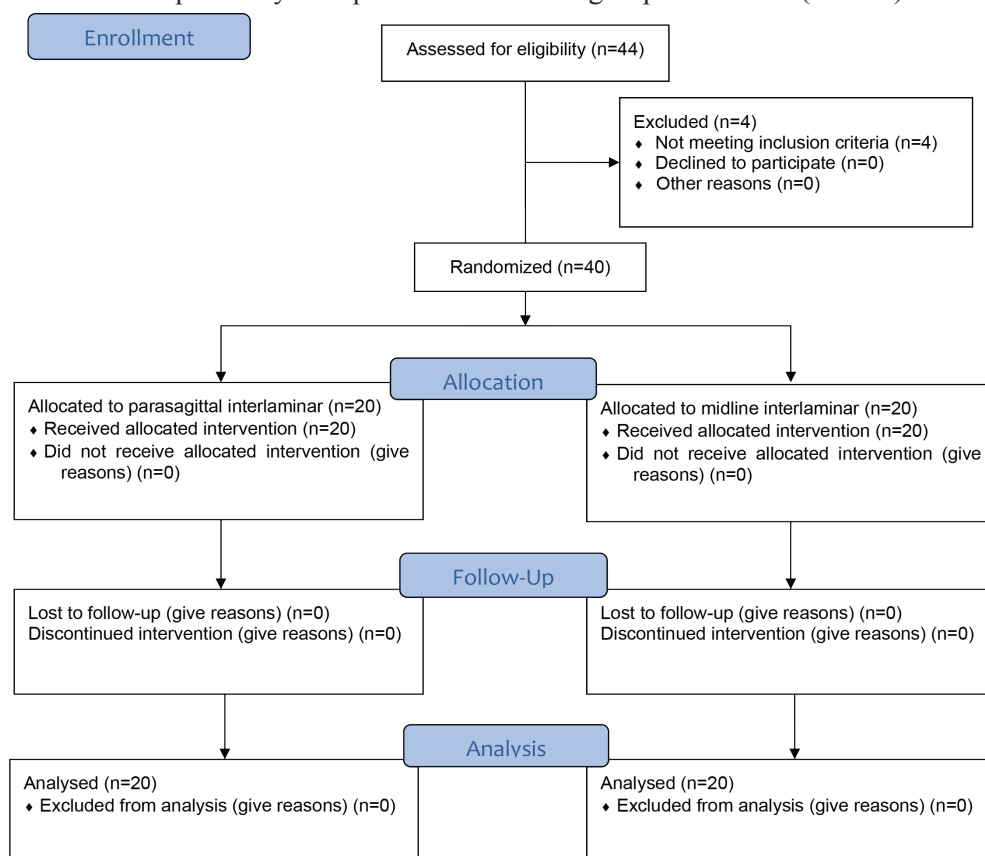 Enrollment
Assessed for eligibility (n=44)
Excluded (n=4)
♦ Not meeting inclusion criteria (n=4)
♦ Declined to participate (n=0)
♦ Other reasons (n=0)
Randomized (n=40)
Allocation
Allocated to parasagittal interlaminar (n=20)
♦ Received allocated intervention (n=20)
♦ Did not receive allocated intervention (give
reasons) (n=0)
Allocated to midline interlaminar (n=20)
♦ Received allocated intervention (n=20)
♦ Did not receive allocated intervention (give
reasons) (n=0)
Follow-Up
Lost to follow-up (give reasons) (n=0)
Discontinued intervention (give reasons) (n=0)
Lost to follow-up (give reasons) (n=0)
Discontinued intervention (give reasons) (n=0)
Analysis
Analysed (n=20)
♦ Excluded from analysis (give reasons) (n=0)
Analysed (n=20)
♦ Excluded from analysis (give reasons) (n=0)